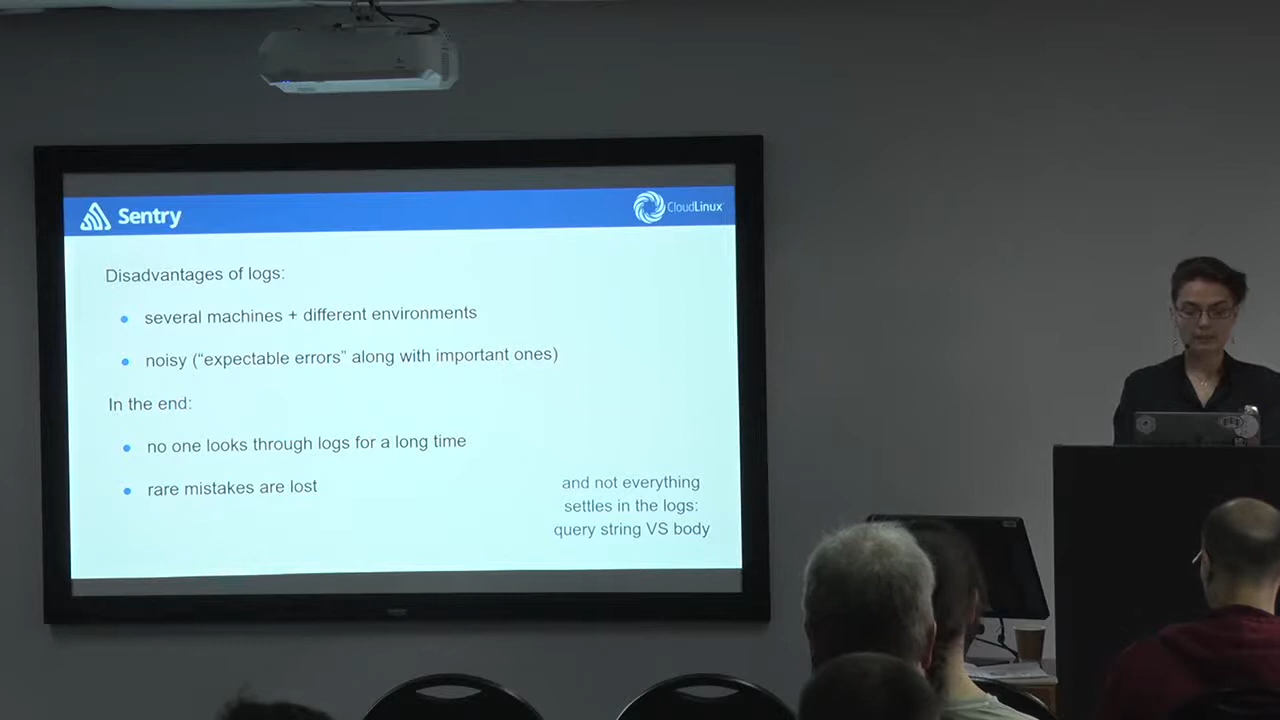 Sentry
CloudLinux
Disadvantages of logs:
several machines + different environments
noisy (“expectable errors” along with important ones)
In the end:
no one looks through logs for a long time
rare mistakes are lost
and not everything
settles in the logs:
query string VS body